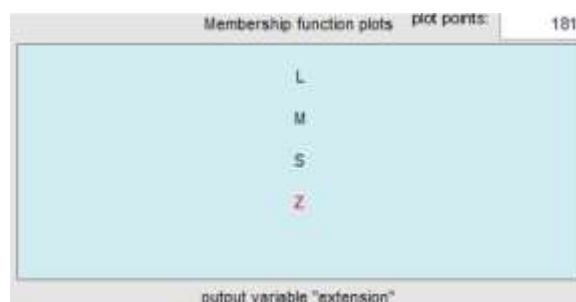 Membership function plots plot points: 181
L
M
S
Z
output variable "extension"